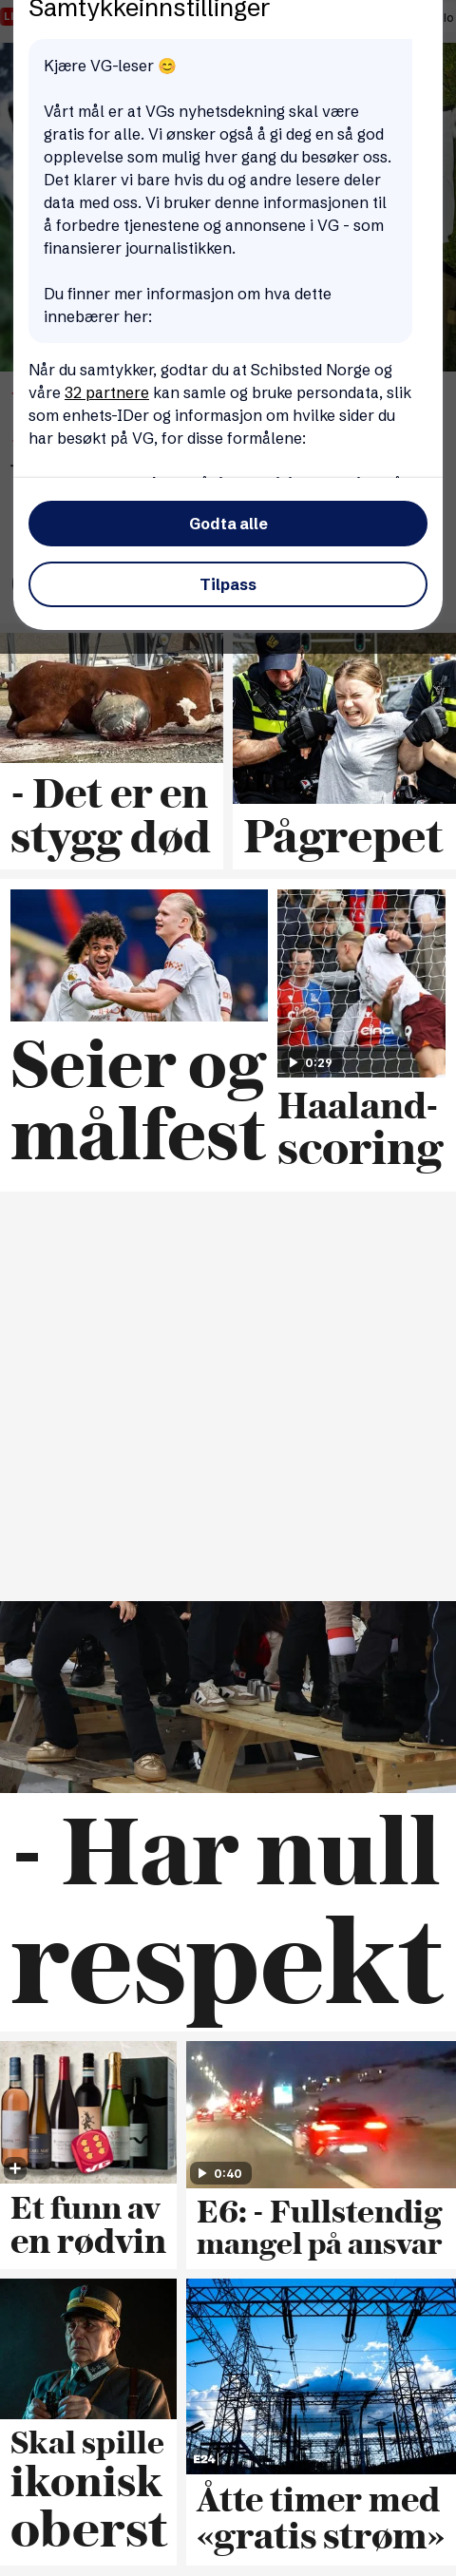 Samtykkeinnstillinger
Kjære VG-leser 😊
Vårt mål er at VGs nyhetsdekning skal være
gratis for alle. Vi ønsker også å gi deg en så god
opplevelse som mulig hver gang du besøker oss.
Det klarer vi bare hvis du og andre lesere deler
data med oss. Vi bruker denne informasjonen til
å forbedre tjenestene og annonsene i VG - som
finansierer journalistikken.
Du finner mer informasjon om hva dette
innebærer her:
Når du samtykker, godtar du at Schibsted Norge og
våre 32 partnere kan samle og bruke persondata, slik
som enhets-IDer og informasjon om hvilke sider du
har besøkt på VG, for disse formålene:
Godta alle
Tilpass
- Det er en
stygg død
Pågrepet
Seier og
målfest
0:29
Haaland-
scoring
- Har null
respekt
VG
Et funn av
en rødvin
0:40
E6: - Fullstendig
mangel på ansvar
Skal spille
ikonisk
oberst
E24
Åtte timer med
«gratis strøm»